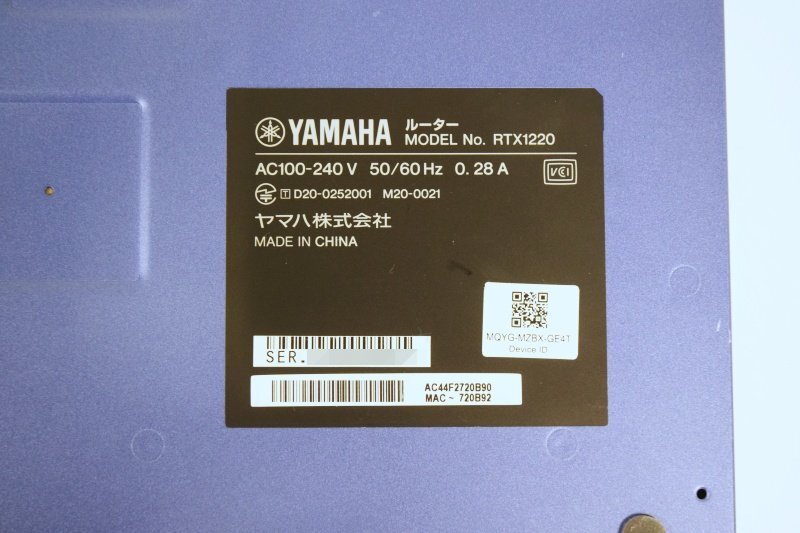 YAMAHA ルーター
MODEL No. RTX1220
AC100-240 V 50/60 Hz 0.28 A
VCCI
T D20-0252001 M20-0021
ヤマハ株式会社
MADE IN CHINA
MQYG-MZBX-GE4T
Device ID
SER.
AC44F2720B90
MAC ~ 720B92